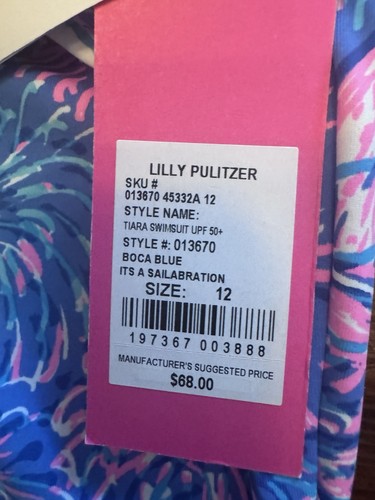 LILLY PULITZER
SKU #
013670 45332A 12
STYLE NAME:
TIARA SWIMSUIT UPF 50+
STYLE #: 013670
BOCA BLUE
ITS A SAILABRATION
SIZE: 12
197367 003888
MANUFACTURER'S SUGGESTED PRICE
$68.00